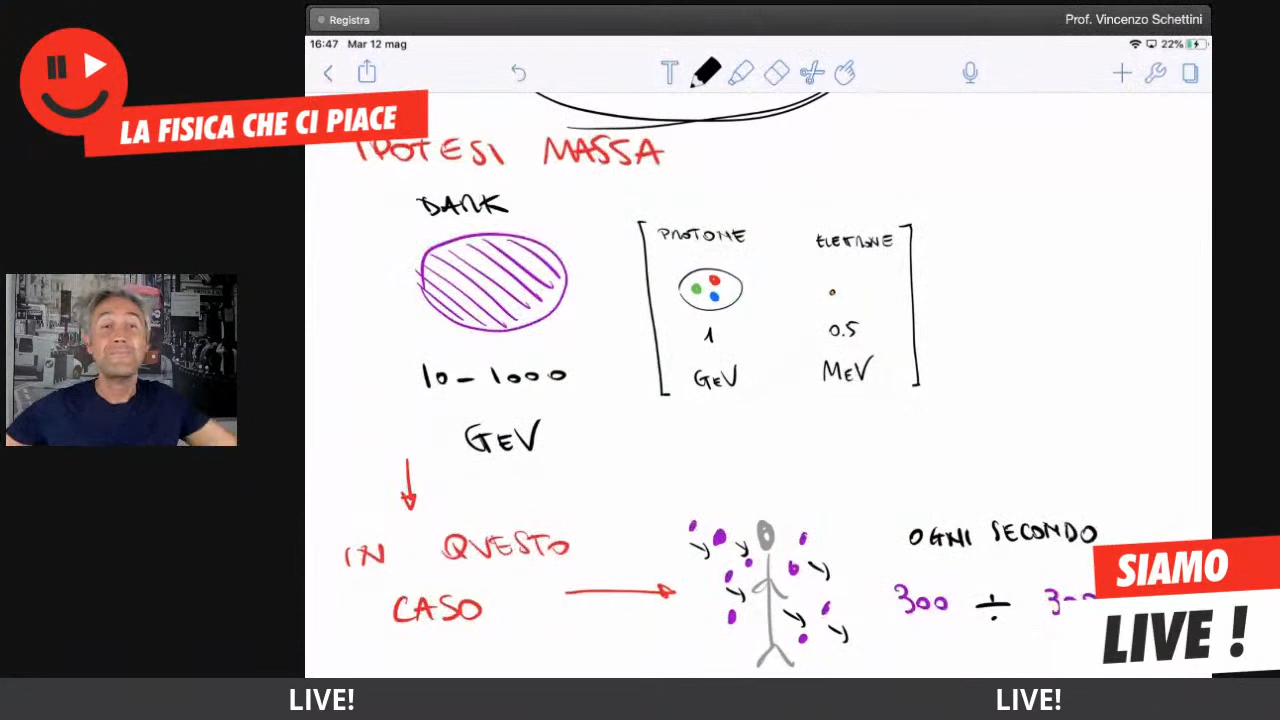 Registra
Prof. Vincenzo Schettini
16:47 Mar 12 mag
22%
LA FISICA CHE CI PIACE
IPOTESI MASSA
DARK
PROTONE
ELETTRONE
1
0.5
GeV
MeV
10 - 1000
GeV
IN QUESTO
CASO
OGNI SECONDO
300 ÷
SIAMO
LIVE !
LIVE!
LIVE!